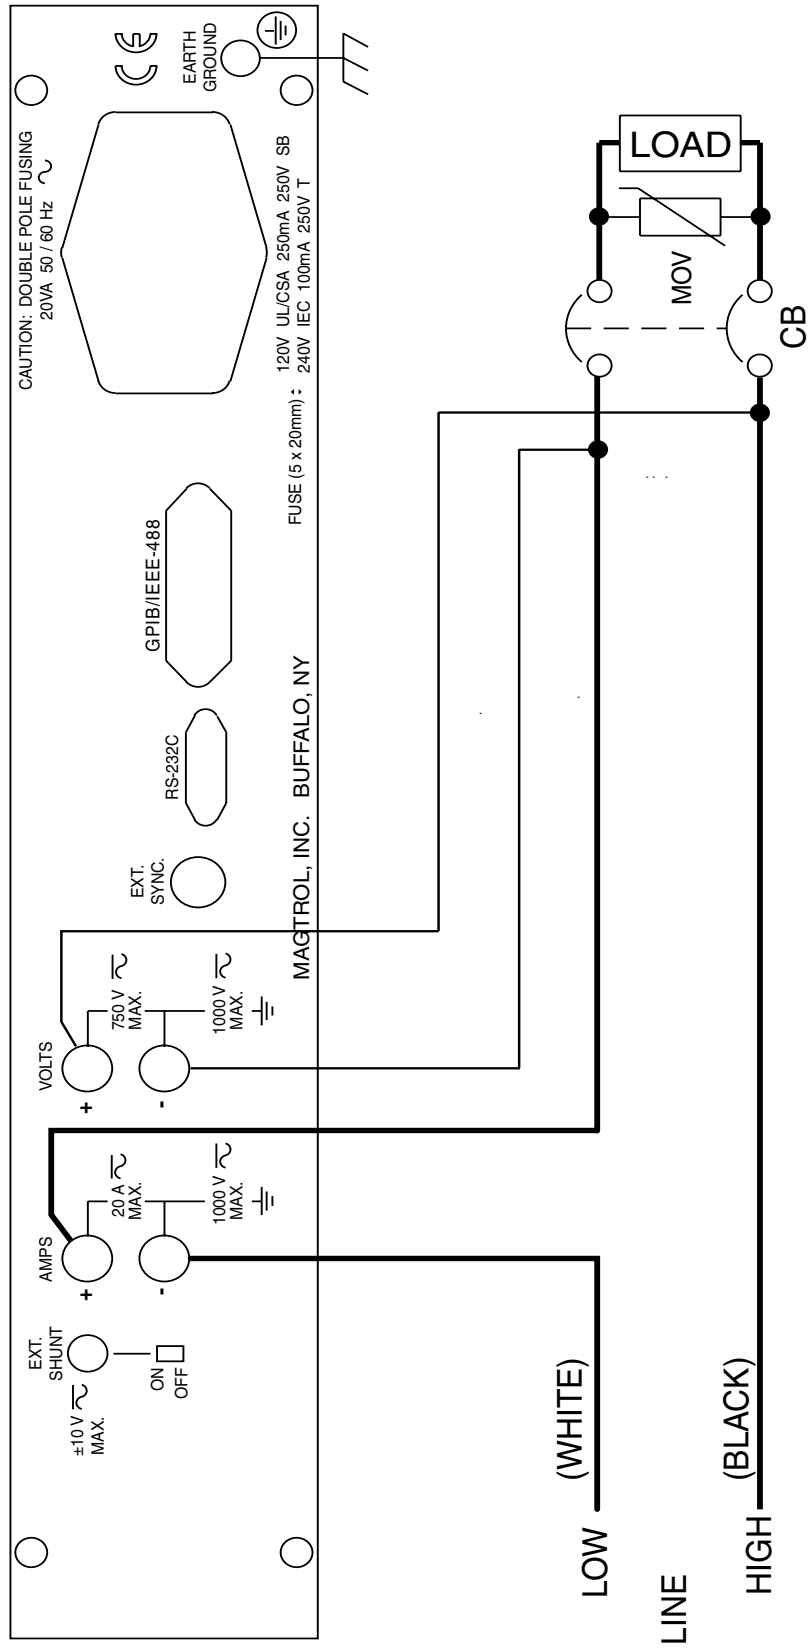 ±10 V
MAX.
EXT.
SHUNT
ON
OFF
AMPS
+
-
20 A
MAX.
1000 V
MAX.
VOLTS
+
-
750 V
MAX.
1000 V
MAX.
EXT.
SYNC.
RS-232C
GPIB/IEEE-488
MAGTROL, INC. BUFFALO, NY
CAUTION: DOUBLE POLE FUSING
20VA 50 / 60 Hz
FUSE (5 x 20mm) :
120V UL/CSA 250mA 250V SB
240V IEC 100mA 250V T
CE
EARTH
GROUND
LOW
(WHITE)
LINE
HIGH
(BLACK)
CB
MOV
LOAD